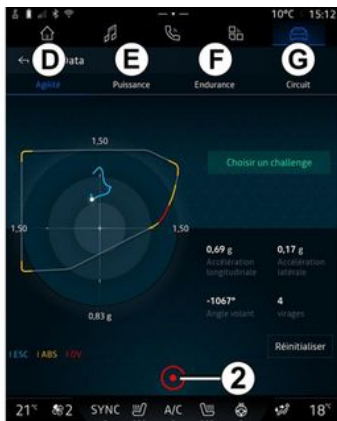 10°C 15:12
D E F G
Data
Agilité Puissance Endurance Circuit
1,50
Choisir un challenge
1,50 1,50
0,69 g 0,17 g
Accélération Accélération
longitudinale latérale
-1067° 4
Angle volant virages
0,83 g
Réinitialiser
ESC ABS
2
21°C 2 SYNC A/C 18°C